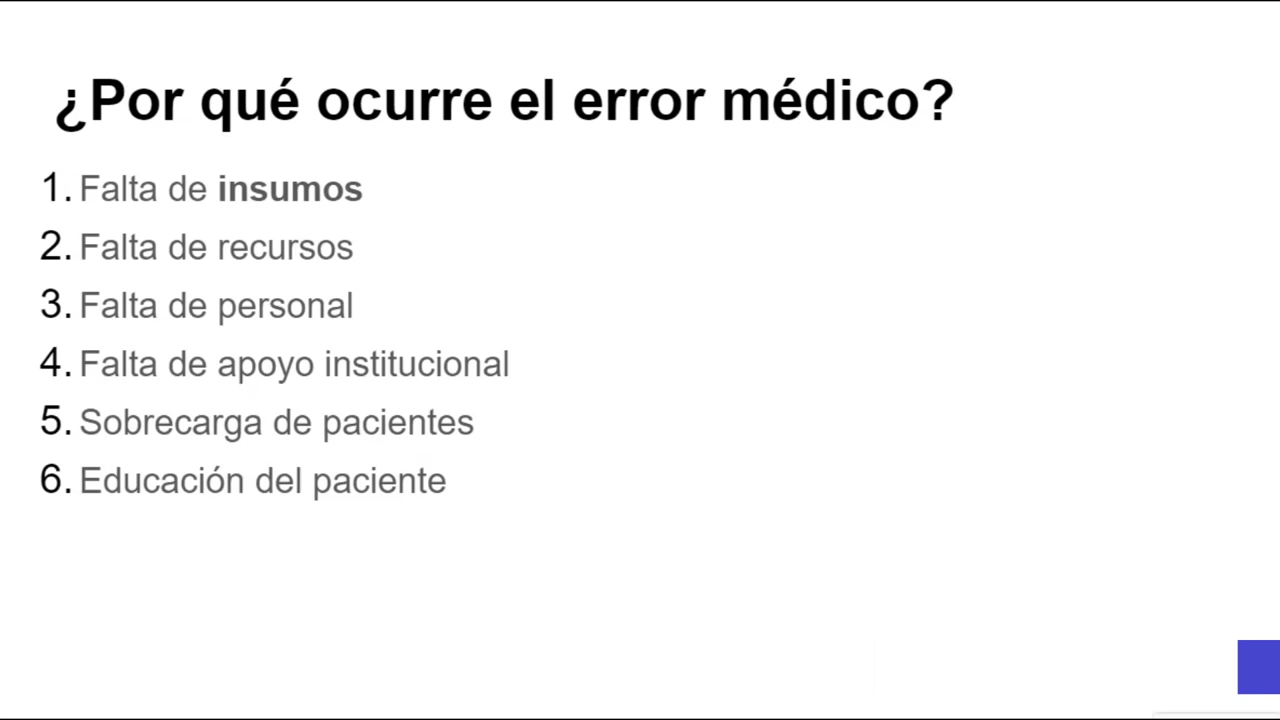 ¿Por qué ocurre el error médico?
1. Falta de insumos
2. Falta de recursos
3. Falta de personal
4. Falta de apoyo institucional
5. Sobrecarga de pacientes
6. Educación del paciente